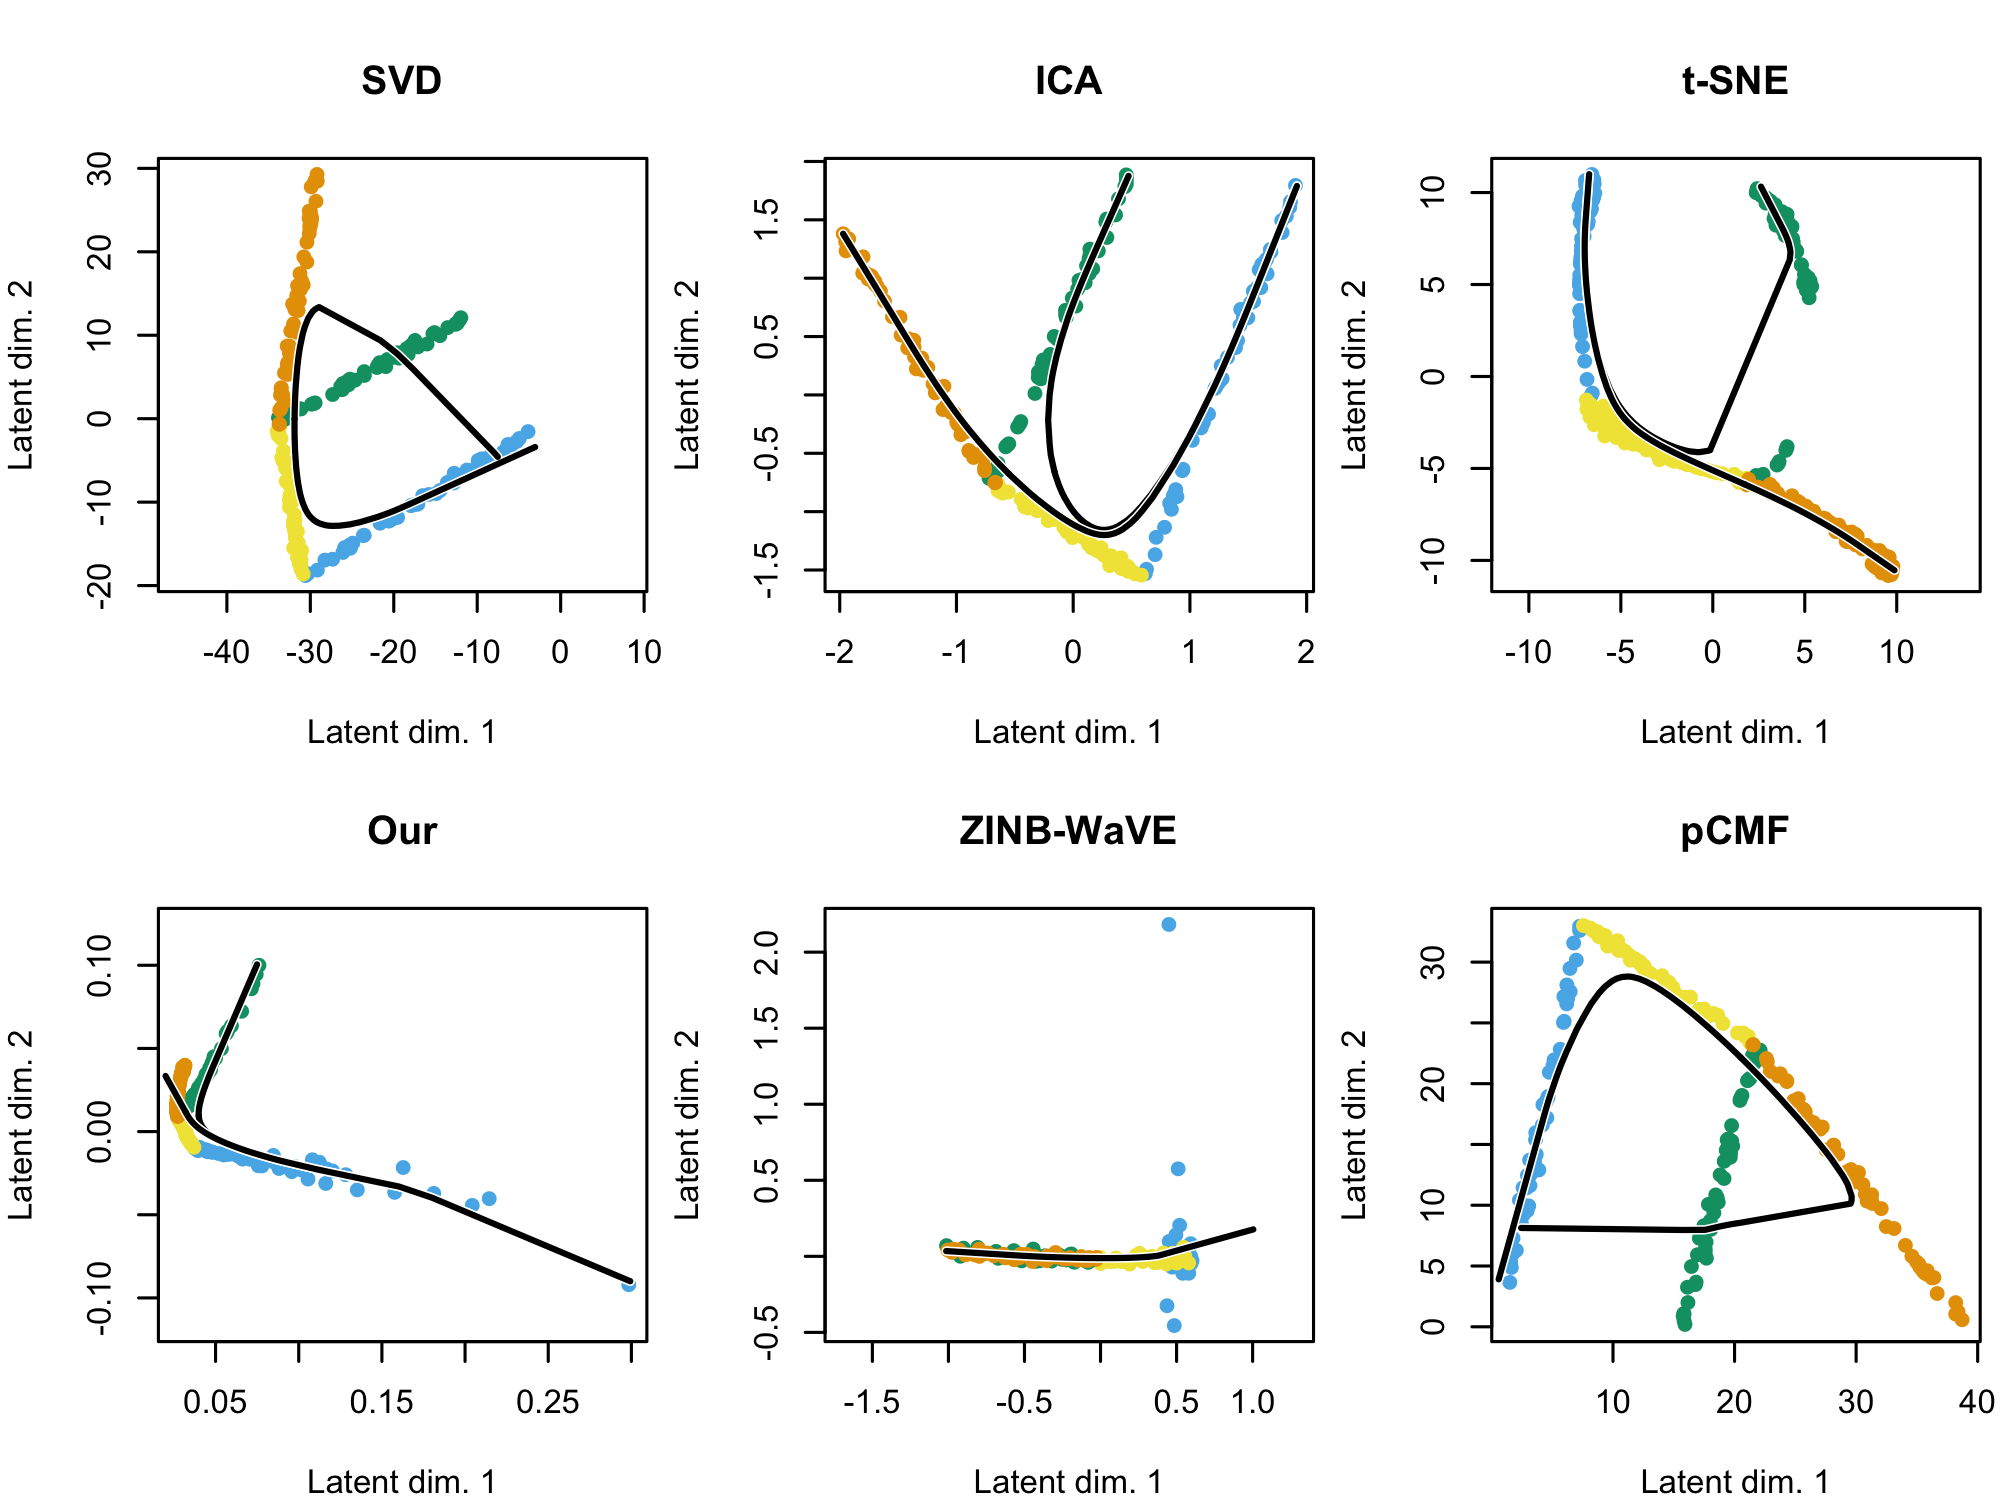 SVD
Latent dim. 2
30
20
10
0
-10
-20
-40 -30 -20 -10 0 10
Latent dim. 1
ICA
Latent dim. 2
1.5
0.5
-0.5
-1.5
-2 -1 0 1 2
Latent dim. 1
t-SNE
Latent dim. 2
10
5
0
-5
-10
-10 -5 0 5 10
Latent dim. 1
Our
Latent dim. 2
0.10
0.00
-0.10
0.05 0.15 0.25
Latent dim. 1
ZINB-WaVE
Latent dim. 2
2.0
1.5
1.0
0.5
-0.5
-1.5 -0.5 0.5 1.0
Latent dim. 1
pCMF
Latent dim. 2
30
20
10
5
0
10 20 30 40
Latent dim. 1